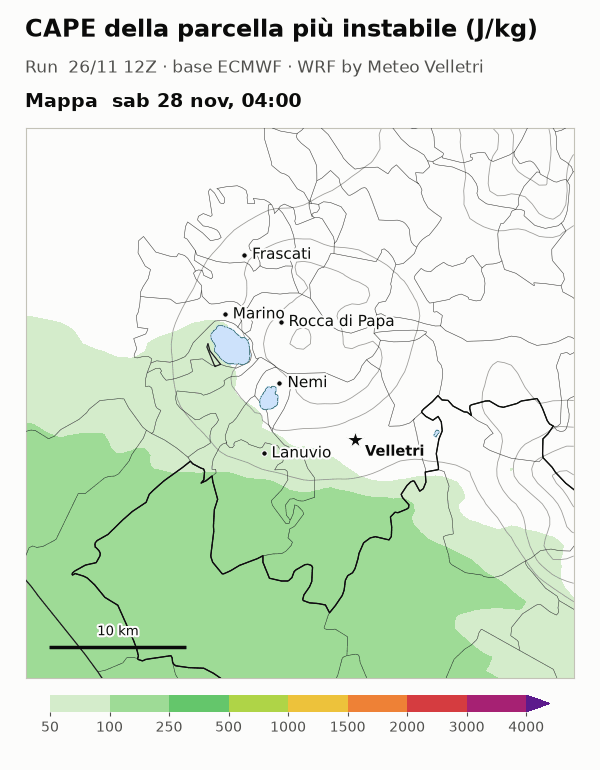 CAPE della parcella più instabile (J/kg)
Run  26/11 12Z · base ECMWF · WRF by Meteo Velletri
Mappa  sab 28 nov, 04:00
Frascati
Marino
Rocca di Papa
Nemi
Velletri
Lanuvio
10 km
50 100 250 500 1000 1500 2000 3000 4000